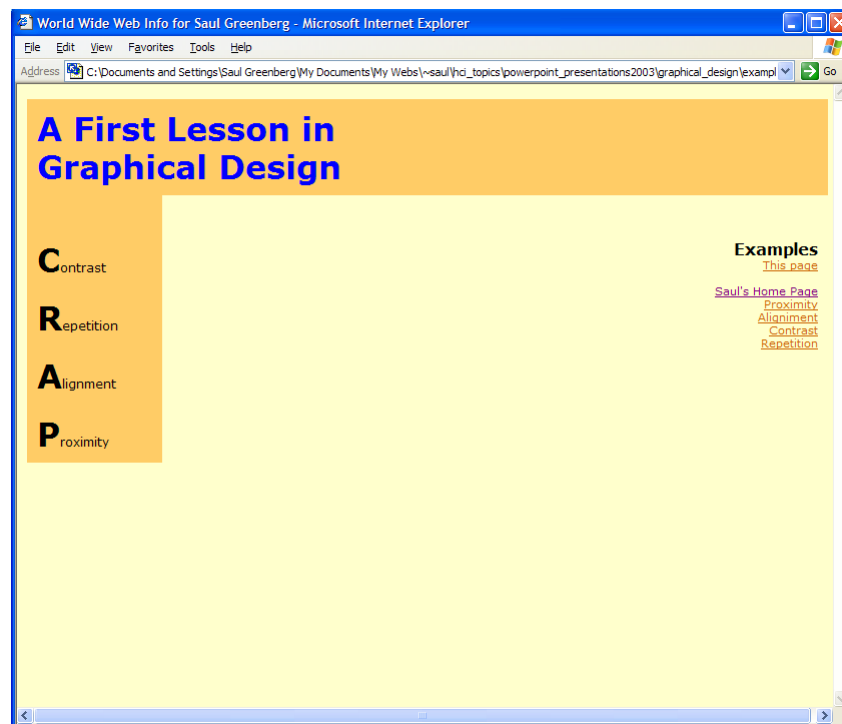 World Wide Web Info for Saul Greenberg - Microsoft Internet Explorer
File Edit View Favorites Tools Help
Address C:\Documents and Settings\Saul Greenberg\My Documents\My Webs\~saul\hci_topics\powerpoint_presentations2003\graphical_design\exampl Go
A First Lesson in
Graphical Design
Contrast
Repetition
Alignment
Proximity
Examples
This page
Saul's Home Page
Proximity
Aligniment
Contrast
Repetition